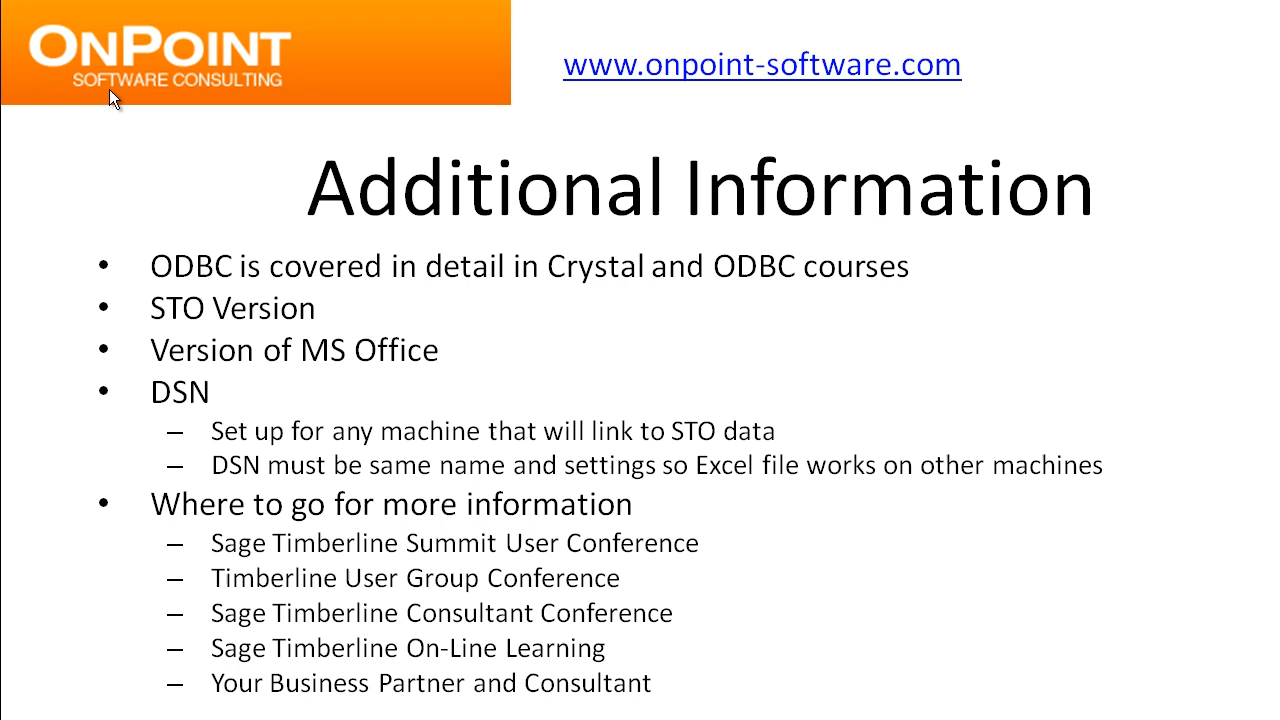 ONPOINT
SOFTWARE CONSULTING
www.onpoint-software.com
Additional Information
• ODBC is covered in detail in Crystal and ODBC courses
• STO Version
• Version of MS Office
• DSN
– Set up for any machine that will link to STO data
– DSN must be same name and settings so Excel file works on other machines
• Where to go for more information
– Sage Timberline Summit User Conference
– Timberline User Group Conference
– Sage Timberline Consultant Conference
– Sage Timberline On-Line Learning
– Your Business Partner and Consultant